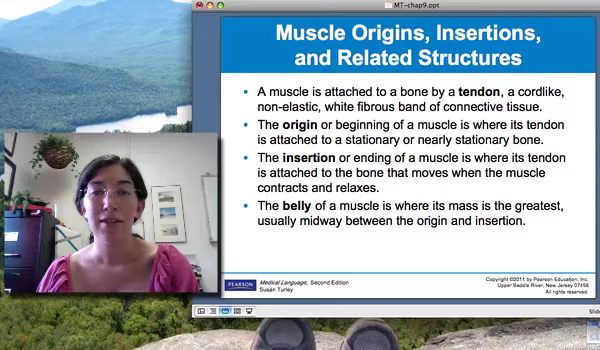 MT-chap9.ppt
Muscle Origins, Insertions,
and Related Structures
• A muscle is attached to a bone by a tendon, a cordlike,
non-elastic, white fibrous band of connective tissue.
• The origin or beginning of a muscle is where its tendon
is attached to a stationary or nearly stationary bone.
• The insertion or ending of a muscle is where its tendon
is attached to the bone that moves when the muscle
contracts and relaxes.
• The belly of a muscle is where its mass is the greatest,
usually midway between the origin and insertion.
PEARSON
Medical Language, Second Edition
Susan Turley
Copyright ©2011 by Pearson Education, Inc.
Upper Saddle River, New Jersey 07458
All rights reserved.